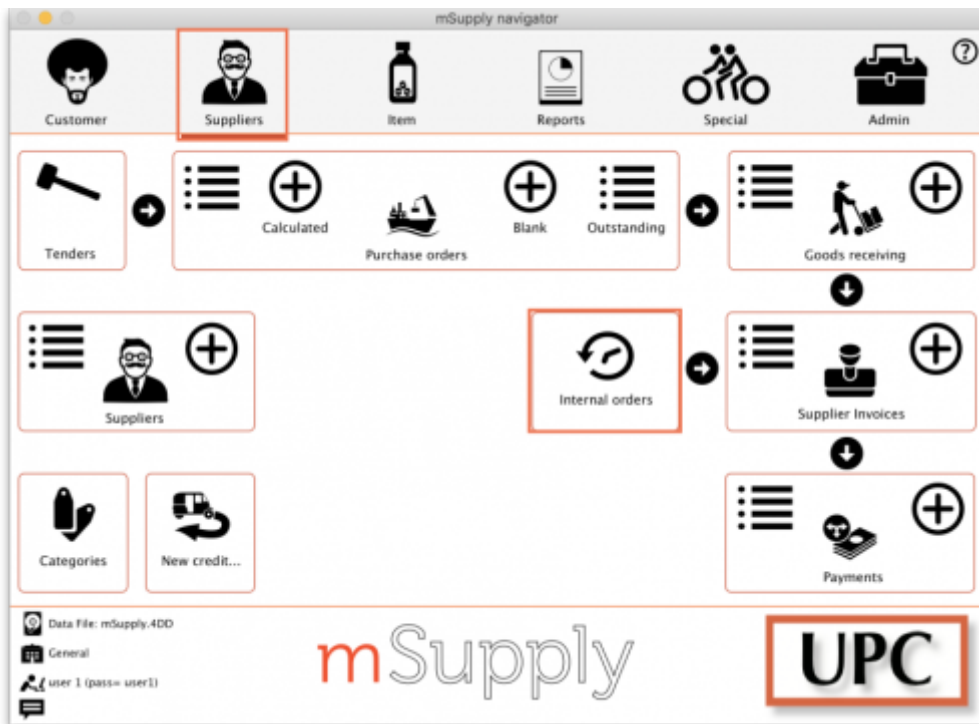 mSupply navigator
?
Customer
Suppliers
Item
Reports
Special
Admin
Tenders
Calculated
Blank
Outstanding
Purchase orders
Goods receiving
Suppliers
Internal orders
Supplier Invoices
Categories
New credit...
Payments
Data File: mSupply.4DD
General
user 1 (pass= user1)
mSupply
UPC